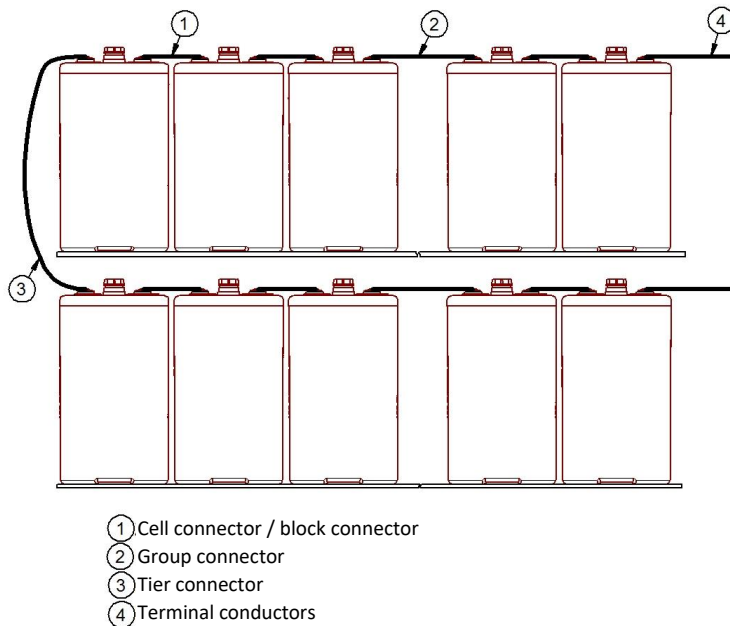 1 2 4
3
1 Cell connector / block connector
2 Group connector
3 Tier connector
4 Terminal conductors